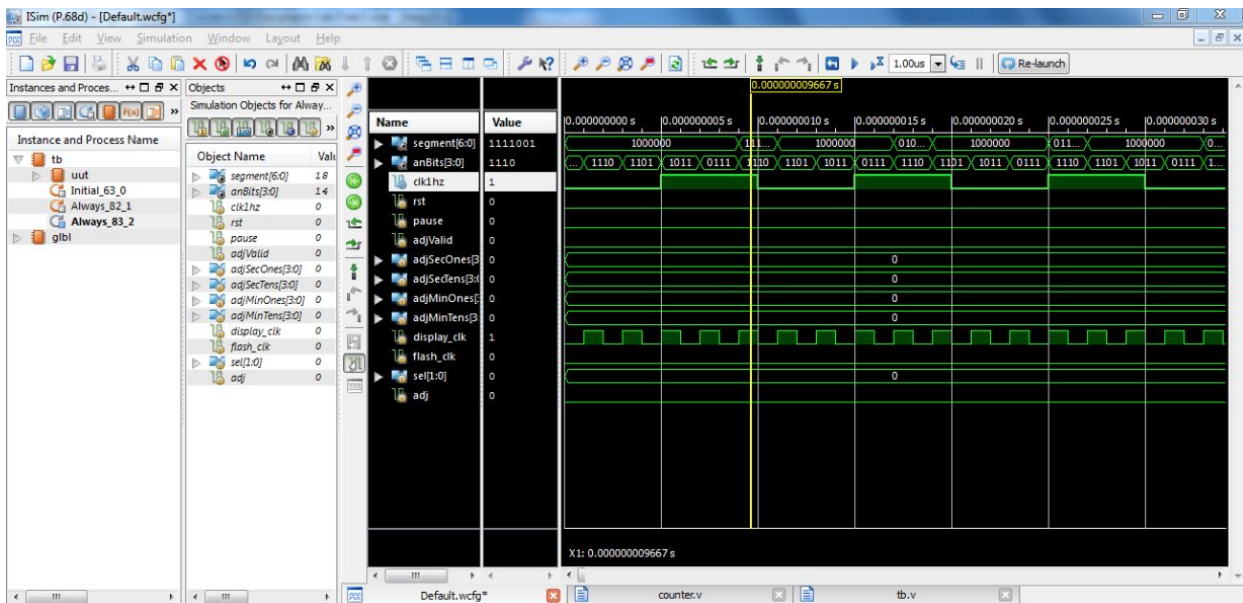 ISim (P.68d) - [Default.wcfg*]
File Edit View Simulation Window Layout Help
1.00us Re-launch
Instances and Proces...
Instance and Process Name
tb
uut
Initial_63_0
Always_82_1
Always_83_2
glbl
Objects
Simulation Objects for Alway...
Object Name Valu
segment[6:0] 18
anBits[3:0] 14
clk1hz 0
rst 0
pause 0
adjValid 0
adjSecOnes[3:0] 0
adjSecTens[3:0] 0
adjMinOnes[3:0] 0
adjMinTens[3:0] 0
display_clk 0
flash_clk 0
sel[1:0] 0
adj 0
0.000000009667 s
Name Value 0.000000000 s 0.000000005 s 0.000000010 s 0.000000015 s 0.000000020 s 0.000000025 s 0.000000030 s
segment[6:0] 1111001 1000000 111... 1000000 010... 1000000 011... 1000000 0...
anBits[3:0] 1110 ... 1110 1101 1011 0111 1110 1101 1011 0111 1110 1101 1011 0111 1110 1101 1011 0111 1...
clk1hz 1
rst 0
pause 0
adjValid 0
adjSecOnes[3 0 0
adjSecTens[3:( 0 0
adjMinOnes[ 0 0
adjMinTens[3 0 0
display_clk 1
flash_clk 0
sel[1:0] 0 0
adj 0
X1: 0.000000009667 s
Default.wcfg* counter.v tb.v